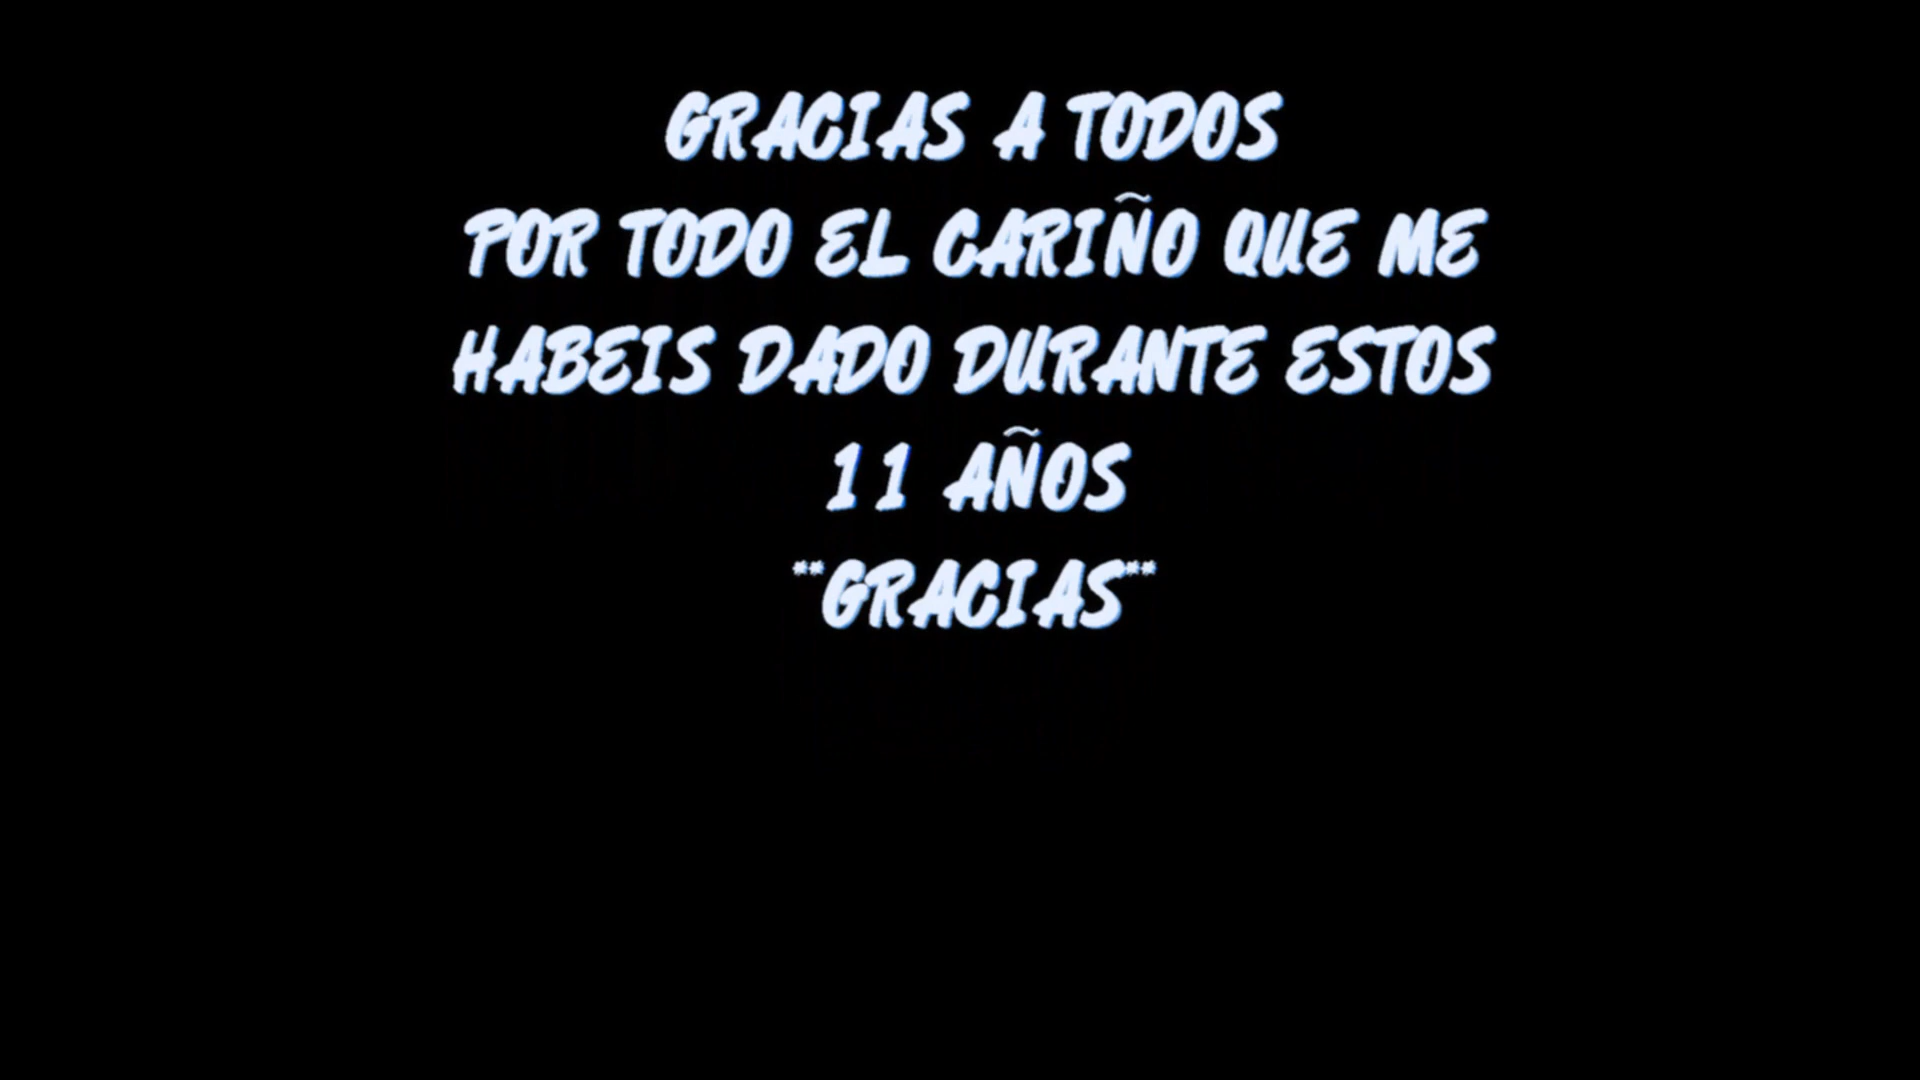 GRACIAS A TODOS
POR TODO EL CARIÑO QUE ME
HABEIS DADO DURANTE ESTOS
11 AÑOS
¨GRACIAS¨